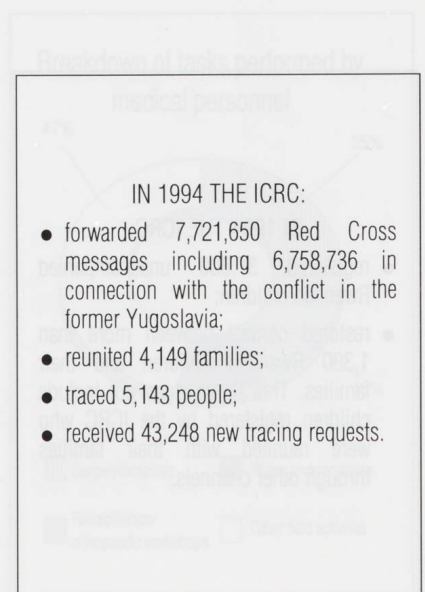 IN 1994 THE ICRC:
● forwarded 7,721,650 Red Cross
messages including 6,758,736 in
connection with the conflict in the
former Yugoslavia;
● reunited 4,149 families;
● traced 5,143 people;
● received 43,248 new tracing requests.